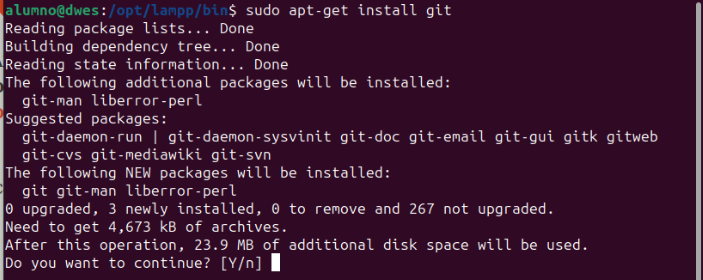 alumno@dwes:/opt/lampp/bin$ sudo apt-get install git
Reading package lists... Done
Building dependency tree... Done
Reading state information... Done
The following additional packages will be installed:
  git-man liberror-perl
Suggested packages:
  git-daemon-run | git-daemon-sysvinit git-doc git-email git-gui gitk gitweb
  git-cvs git-mediawiki git-svn
The following NEW packages will be installed:
  git git-man liberror-perl
0 upgraded, 3 newly installed, 0 to remove and 267 not upgraded.
Need to get 4,673 kB of archives.
After this operation, 23.9 MB of additional disk space will be used.
Do you want to continue? [Y/n]